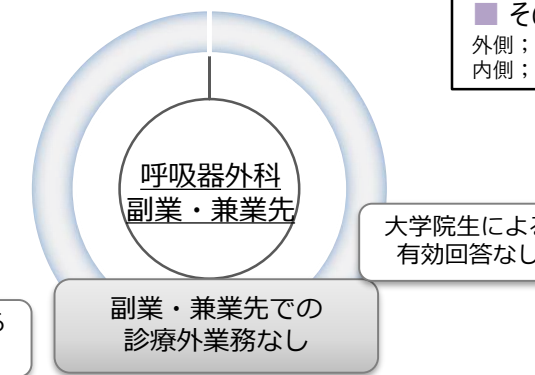 その
外側；
内側；
呼吸器外科
副業・兼業先
大学院生による
有効回答なし
副業・兼業先での
診療外業務なし